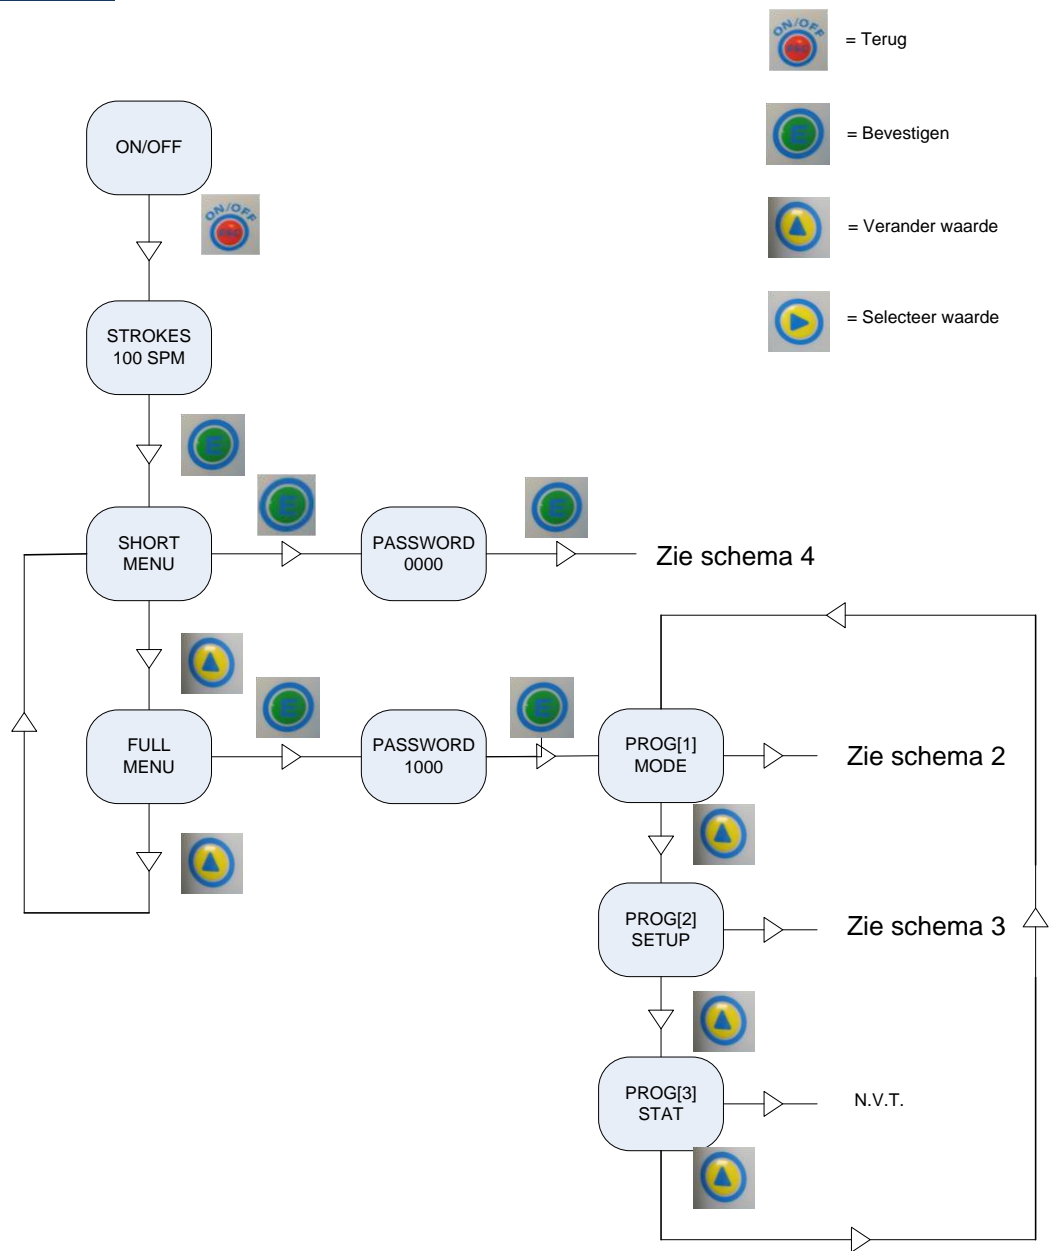 ON/OFF
= Terug
= Bevestigen
= Verander waarde
= Selecteer waarde
ON/OFF
ON/OFF
STROKES
100 SPM
E
E
E
SHORT
MENU
PASSWORD
0000
Zie schema 4
E
E
FULL
MENU
PASSWORD
1000
PROG[1]
MODE
Zie schema 2
PROG[2]
SETUP
Zie schema 3
PROG[3]
STAT
N.V.T.